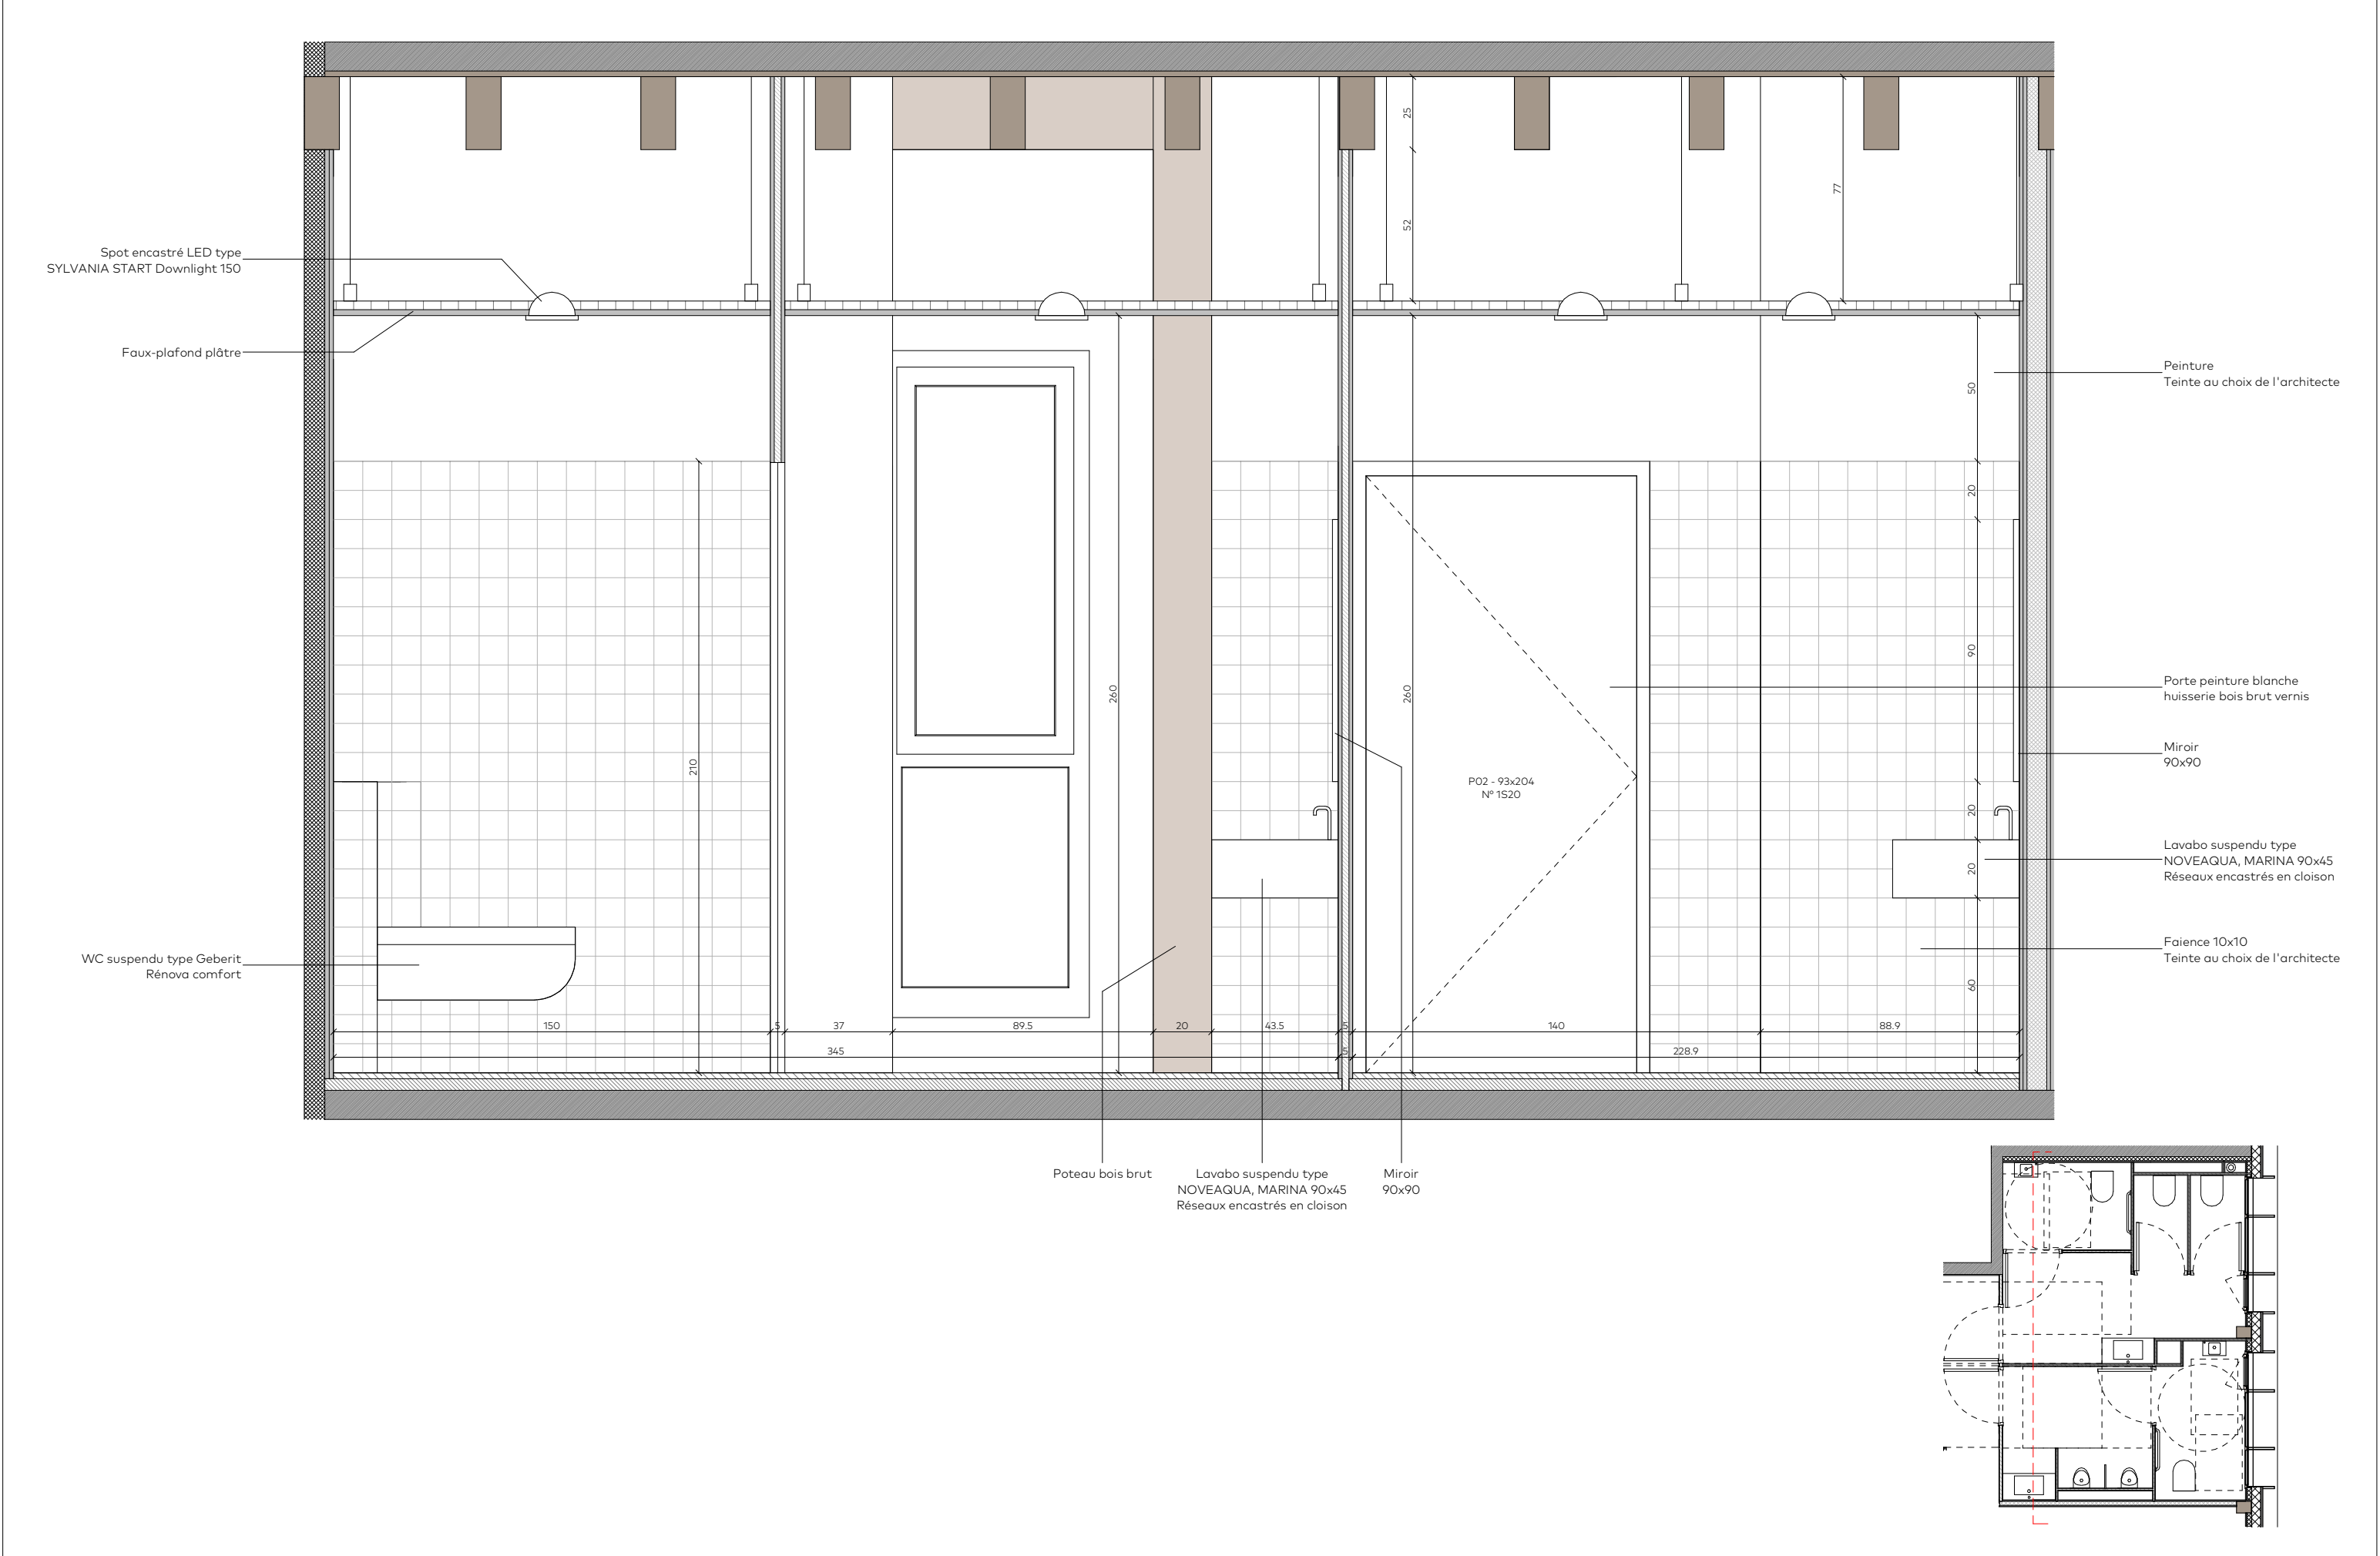 25
77
52
Spot encastré LED type
SYLVANIA START Downlight 150
Faux-plafond plâtre
Peinture
Teinte au choix de l'architecte
50
20
90
260
260
210
Porte peinture blanche
huisserie bois brut vernis
Miroir
90x90
P02 - 93x204
N° 1S20
20
Lavabo suspendu type
NOVEAQUA, MARINA 90x45
Réseaux encastrés en cloison
20
Faience 10x10
Teinte au choix de l'architecte
WC suspendu type Geberit
Rénova comfort
60
150
5
37
89.5
20
43.5
5
140
88.9
345
5
228.9
Poteau bois brut
Lavabo suspendu type
NOVEAQUA, MARINA 90x45
Réseaux encastrés en cloison
Miroir
90x90